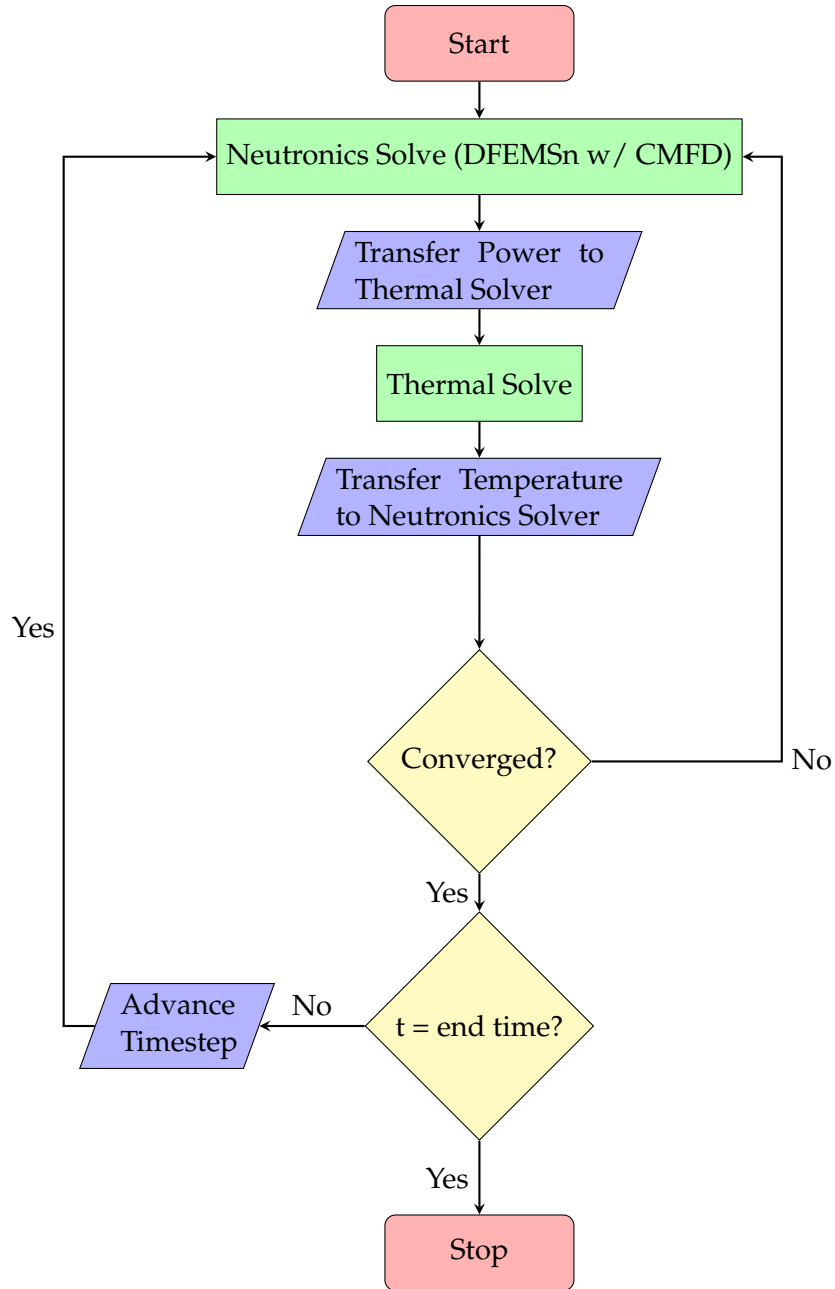 Start
Neutronics Solve (DFEMSn w/ CMFD)
Transfer Power to
Thermal Solver
Thermal Solve
Transfer Temperature
to Neutronics Solver
Yes
Converged?
No
Yes
Advance
Timestep
No
t = end time?
Yes
Stop